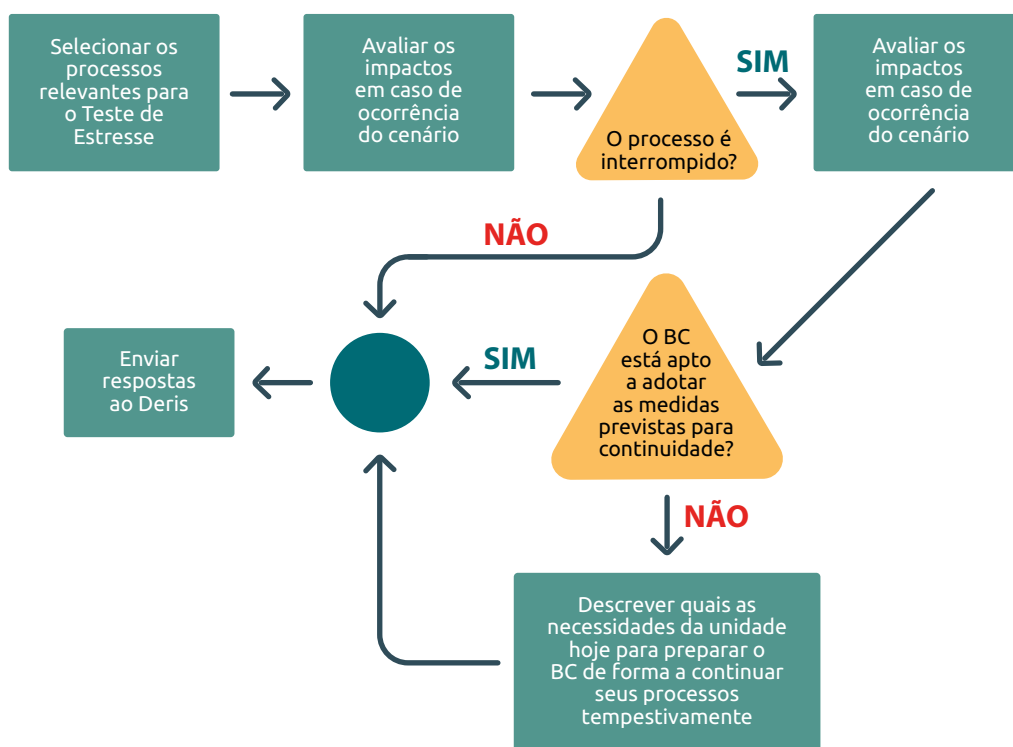 Selecionar os
processos
relevantes para
o Teste de
Estresse
Avaliar os
impactos
em caso de
ocorrência
do cenário
O processo é
interrompido?
SIM
Avaliar os
impactos
em caso de
ocorrência
do cenário
NÃO
O BC
está apto
a adotar
as medidas
previstas para
continuidade?
SIM
Enviar
respostas
ao Deris
NÃO
Descrever quais as
necessidades da unidade
hoje para preparar o
BC de forma a continuar
seus processos
tempestivamente